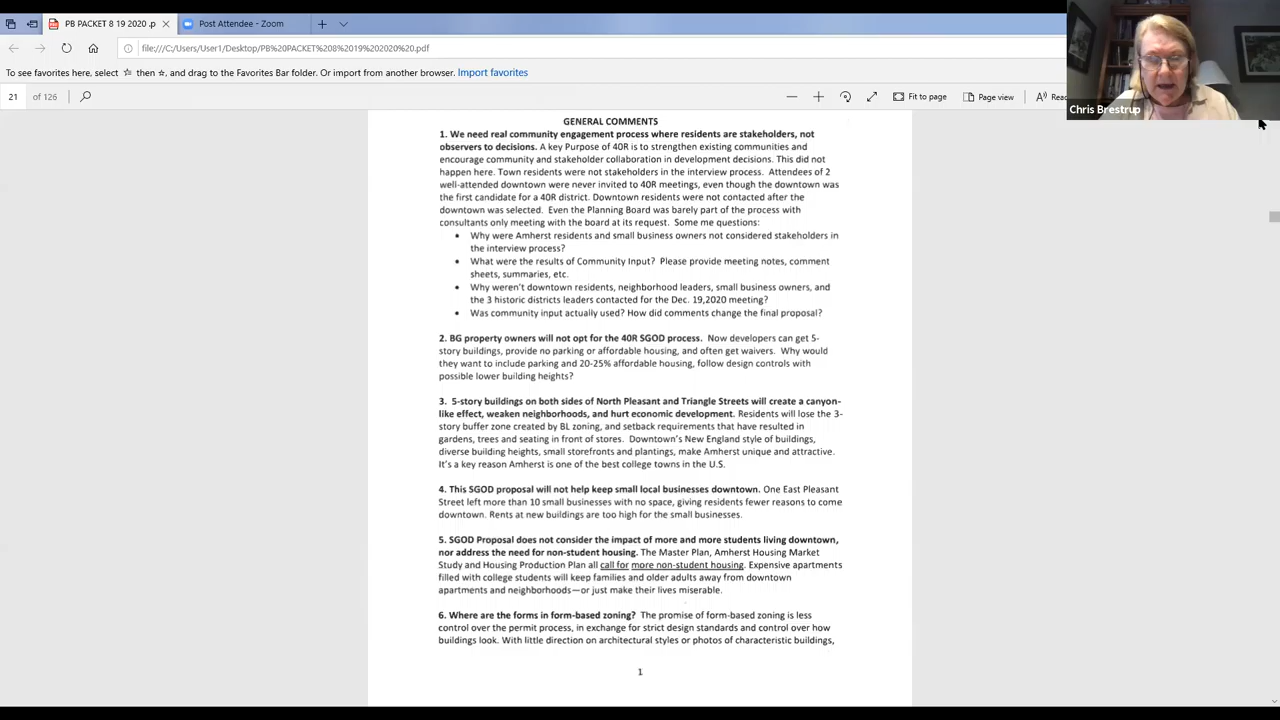 PB PACKET 8 19 2020 .p
Post Attendee - Zoom
file:///C:/Users/User1/Desktop/PB%20PACKET%208%2019%202020%20.pdf
To see favorites here, select then, and drag to the Favorites Bar folder. Or import from another browser. Import favorites
21 of 126
Fit to page
Page view
Chris Brestrup
GENERAL COMMENTS
1. We need real community engagement process where residents are stakeholders, not
observers to decisions. A key Purpose of 40R is to strengthen existing communities and
encourage community and stakeholder collaboration in development decisions. This did not
happen here. Town residents were not stakeholders in the interview process. Attendees of 2
well-attended downtown were never invited to 40R meetings, even though the downtown was
the first candidate for a 40R district. Downtown residents were not contacted after the
downtown was selected. Even the Planning Board was barely part of the process with
consultants only meeting with the board at its request. Some me questions:
• Why were Amherst residents and small business owners not considered stakeholders in
the interview process?
• What were the results of Community Input? Please provide meeting notes, comment
sheets, summaries, etc.
• Why weren't downtown residents, neighborhood leaders, small business owners, and
the 3 historic districts leaders contacted for the Dec. 19,2020 meeting?
• Was community input actually used? How did comments change the final proposal?
2. BG property owners will not opt for the 40R SGOD process. Now developers can get 5-
story buildings, provide no parking or affordable housing, and often get waivers. Why would
they want to include parking and 20-25% affordable housing, follow design controls with
possible lower building heights?
3. 5-story buildings on both sides of North Pleasant and Triangle Streets will create a canyon-
like effect, weaken neighborhoods, and hurt economic development. Residents will lose the 3-
story buffer zone created by BL zoning, and setback requirements that have resulted in
gardens, trees and seating in front of stores. Downtown's New England style of buildings,
diverse building heights, small storefronts and plantings, make Amherst unique and attractive.
It's a key reason Amherst is one of the best college towns in the U.S.
4. This SGOD proposal will not help keep small local businesses downtown. One East Pleasant
Street left more than 10 small businesses with no space, giving residents fewer reasons to come
downtown. Rents at new buildings are too high for the small businesses.
5. SGOD Proposal does not consider the impact of more and more students living downtown,
nor address the need for non-student housing. The Master Plan, Amherst Housing Market
Study and Housing Production Plan all call for more non-student housing. Expensive apartments
filled with college students will keep families and older adults away from downtown
apartments and neighborhoods—or just make their lives miserable.
6. Where are the forms in form-based zoning? The promise of form-based zoning is less
control over the permit process, in exchange for strict design standards and control over how
buildings look. With little direction on architectural styles or photos of characteristic buildings,
1